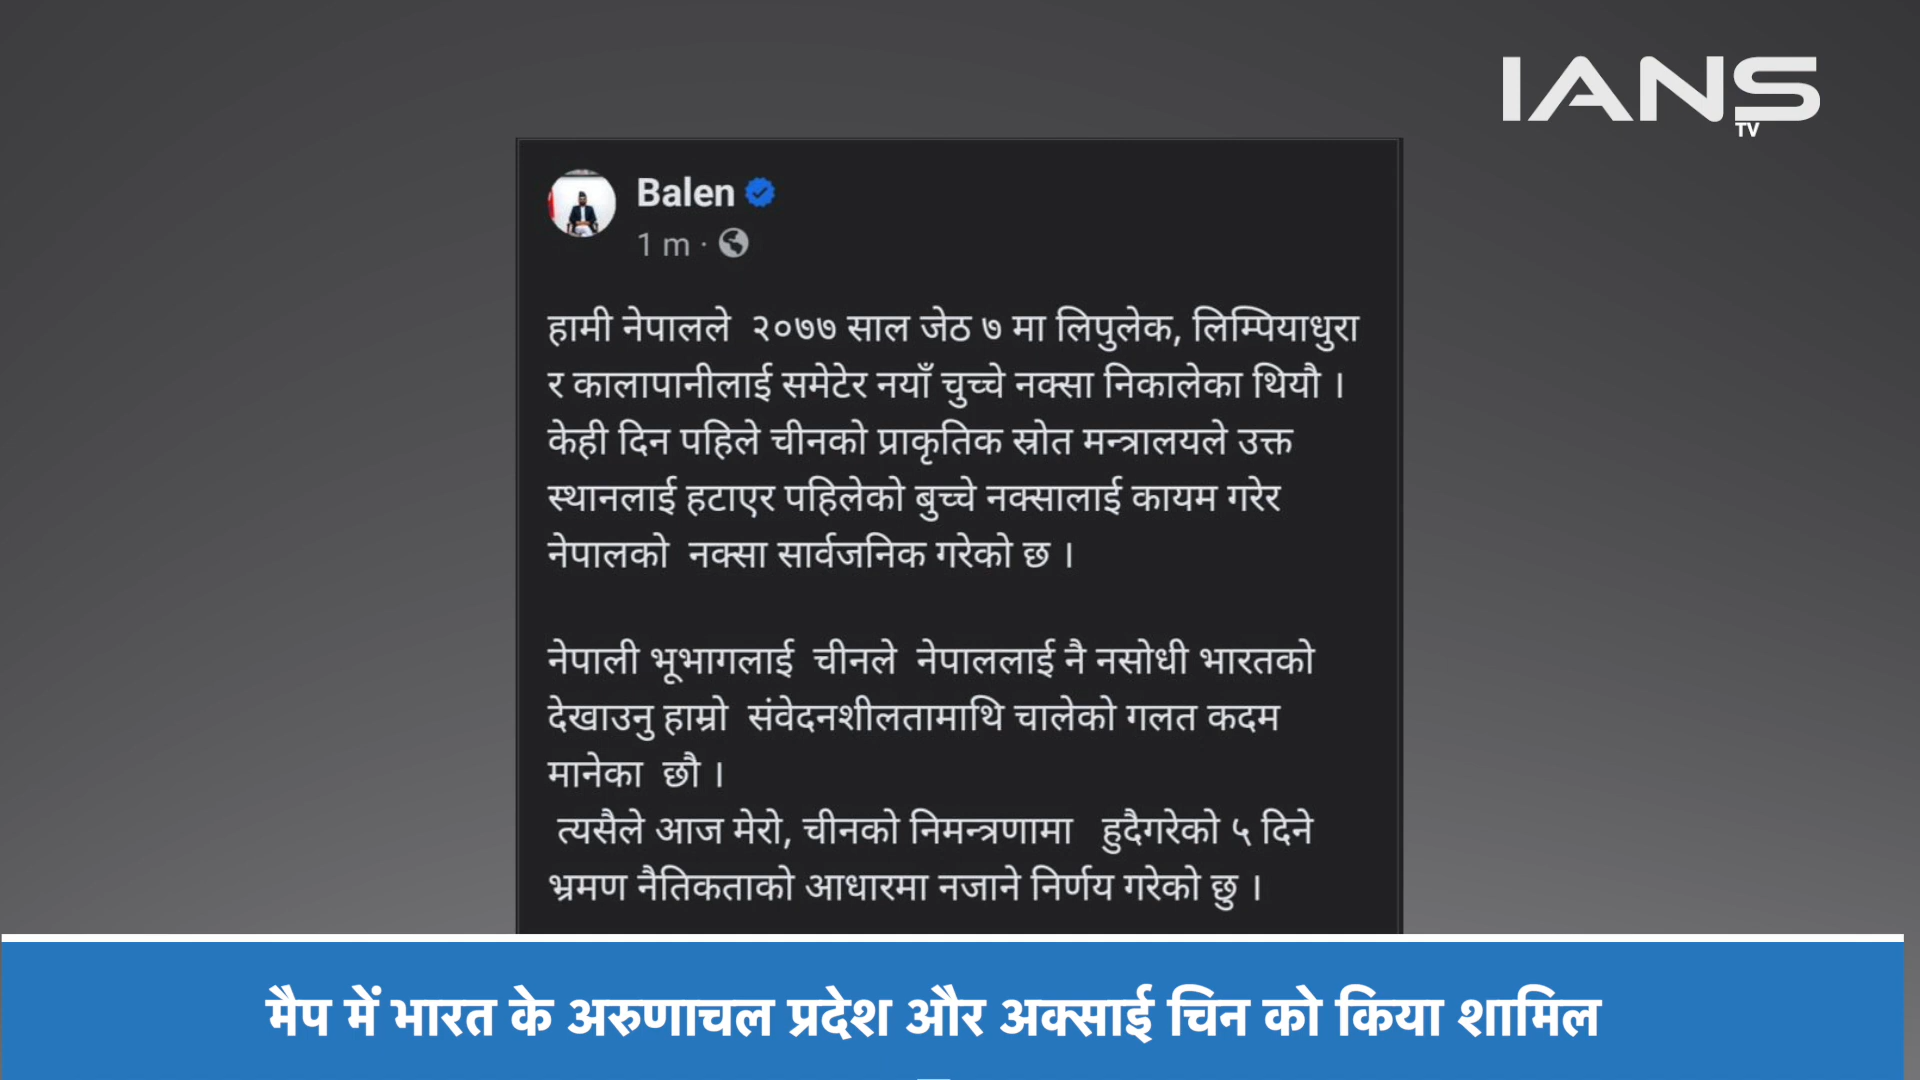 IANS
TV
Balen
1 m ·
हामी नेपालले २०७७ साल जेठ ७ मा लिपुलेक, लिम्पियाधुरा
र कालापानीलाई समेटेर नयाँ चुच्चे नक्सा निकालेका थियौ ।
केही दिन पहिले चीनको प्राकृतिक स्रोत मन्त्रालयले उक्त
स्थानलाई हटाएर पहिलेको बुच्चे नक्सालाई कायम गरेर
नेपालको नक्सा सार्वजनिक गरेको छ ।
नेपाली भूभागलाई चीनले नेपाललाई नै नसोधी भारतको
देखाउनु हाम्रो संवेदनशीलतामाथि चालेको गलत कदम
मानेका छौ ।
त्यसैले आज मेरो, चीनको निमन्त्रणामा हुदैगरेको ५ दिने
भ्रमण नैतिकताको आधारमा नजाने निर्णय गरेको छु ।
मैप में भारत के अरुणाचल प्रदेश और अक्साई चिन को किया शामिल